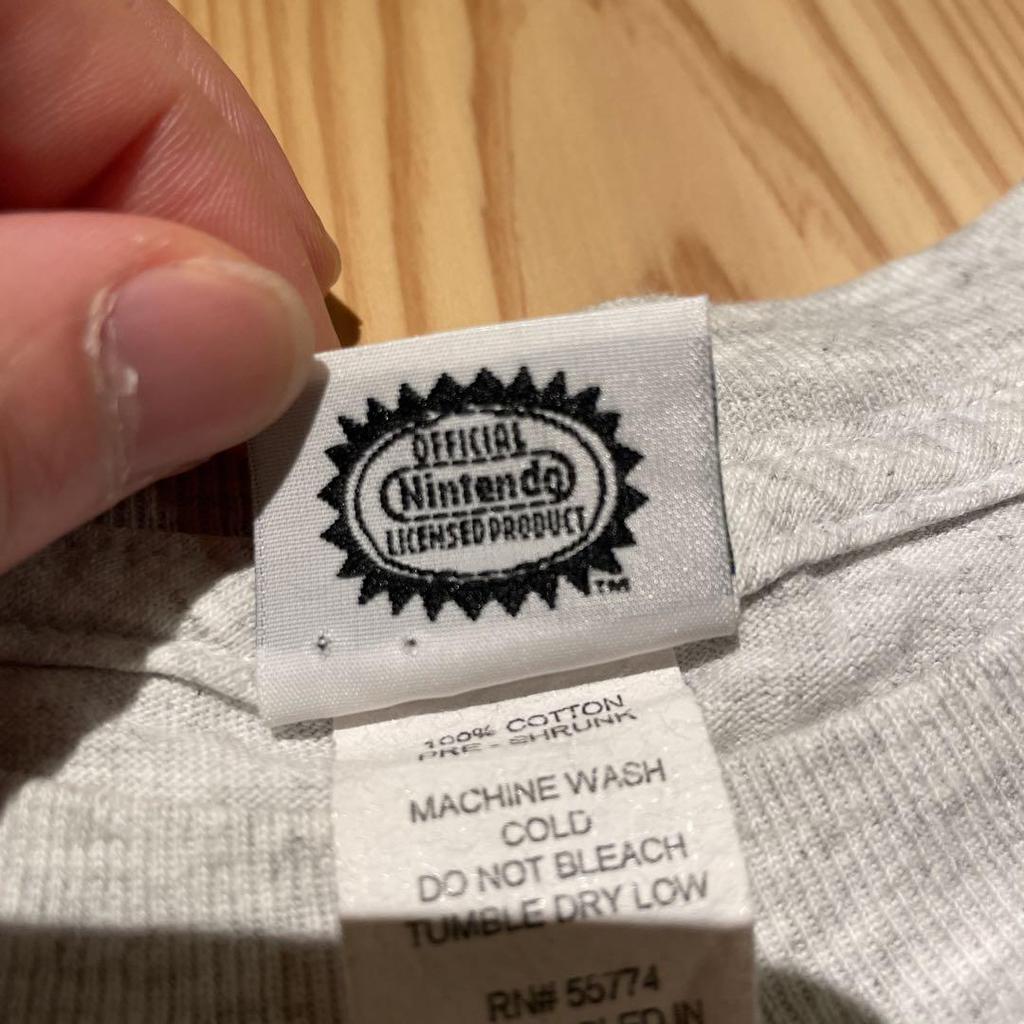 OFFICIAL
Nintendo
LICENSED PRODUCT
TM
100% COTTON
PRE - SHRUNK
MACHINE WASH
COLD
DO NOT BLEACH
TUMBLE DRY LOW
RN# 55774
IN